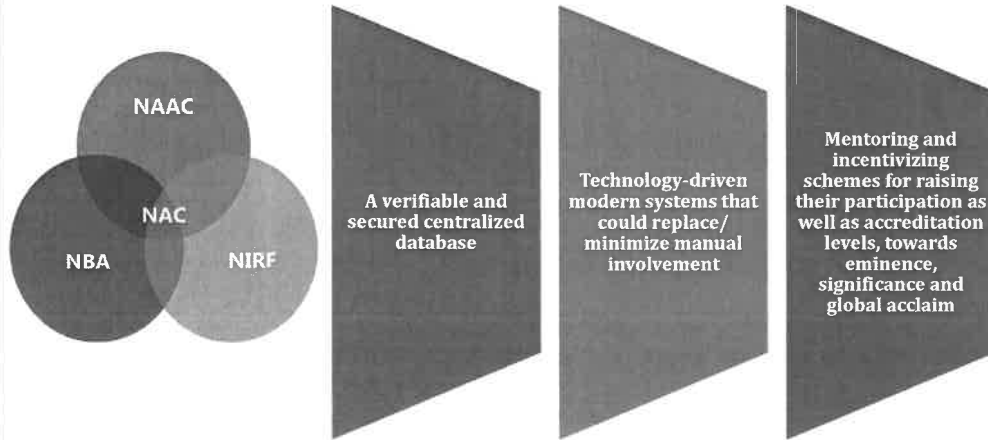 NAAC
NAC
NBA
NIRF
A verifiable and
secured centralized
database
Technology-driven
modern systems that
could replace/
minimize manual
involvement
Mentoring and
incentivizing
schemes for raising
their participation as
well as accreditation
levels, towards
eminence,
significance and
global acclaim